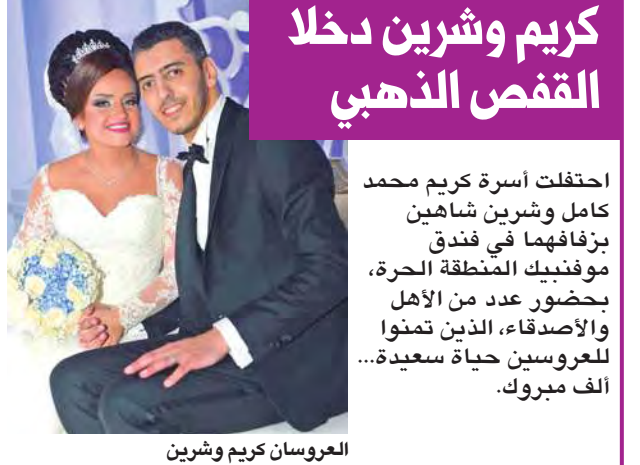 كريم وشرين دخلا
القفص الذهبي
احتفلت أسرة كريم محمد
كامل وشرين شاهين
بزفافهما في فندق
موفنبيك المنطقة الحرة،
بحضور عدد من الأهل
والأصدقاء، الذين تمنوا
للعروسين حياة سعيدة...
ألف مبروك.
العروسان كريم وشرين